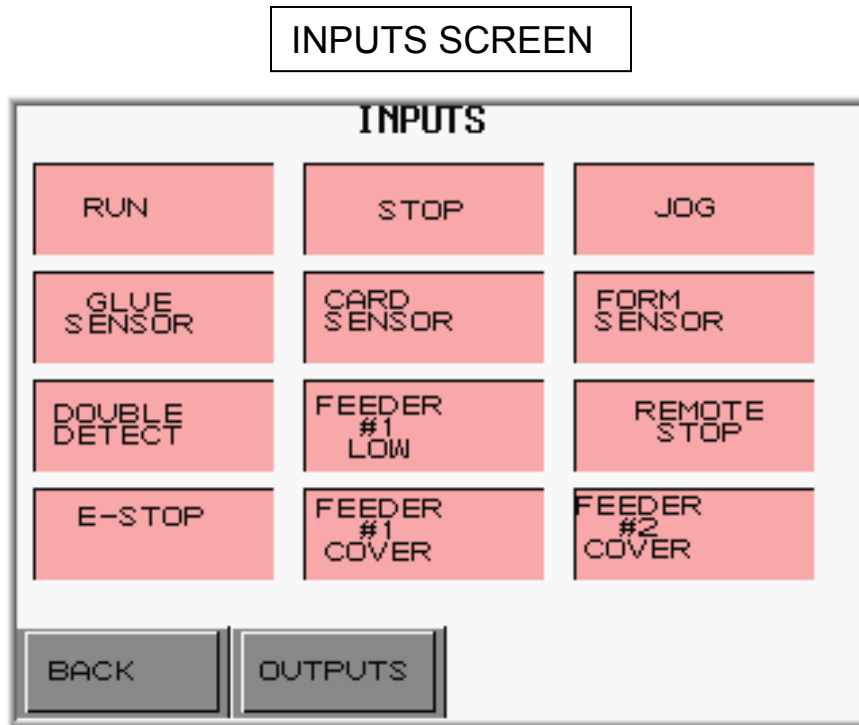 INPUTS SCREEN
INPUTS
RUN
STOP
JOG
GLUE
SENSOR
CARD
SENSOR
FORM
SENSOR
DOUBLE
DETECT
FEEDER
#1
LOW
REMOTE
STOP
E-STOP
FEEDER
#1
COVER
FEEDER
#2
COVER
BACK
OUTPUTS